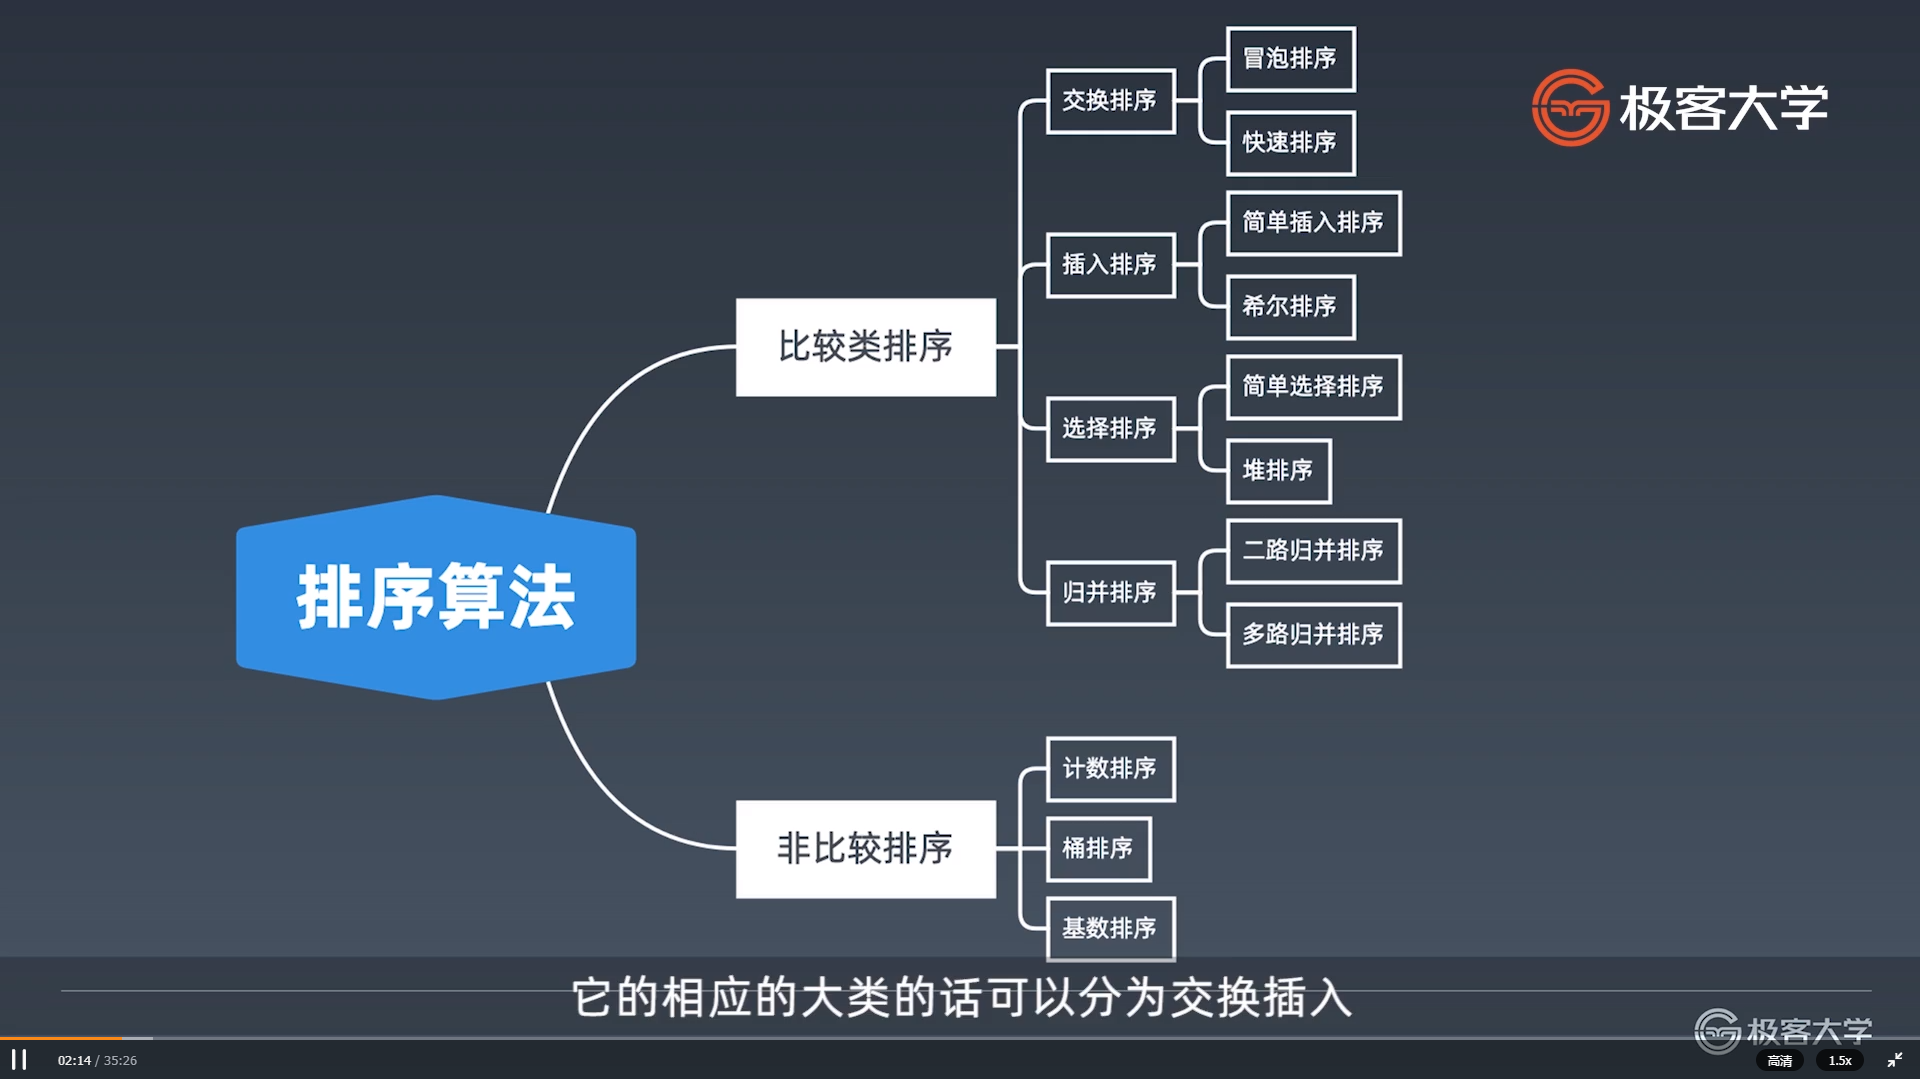 极客大学
排序算法
比较类排序
交换排序
冒泡排序
快速排序
插入排序
简单插入排序
希尔排序
选择排序
简单选择排序
堆排序
归并排序
二路归并排序
多路归并排序
非比较排序
计数排序
桶排序
基数排序
它的相应的大类的话可以分为交换插入
极客大学
02:14 / 35:26
高清
1.5x